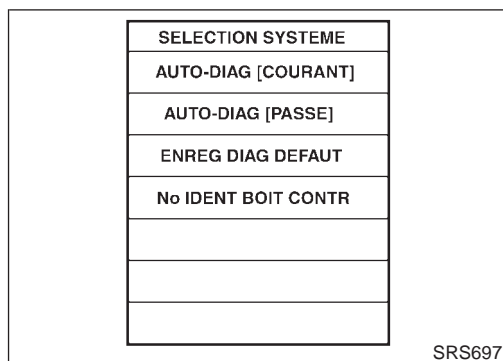 SELECTION SYSTEME
AUTO-DIAG [COURANT]
AUTO-DIAG [PASSE]
ENREG DIAG DEFAUT
No IDENT BOIT CONTR
SRS697